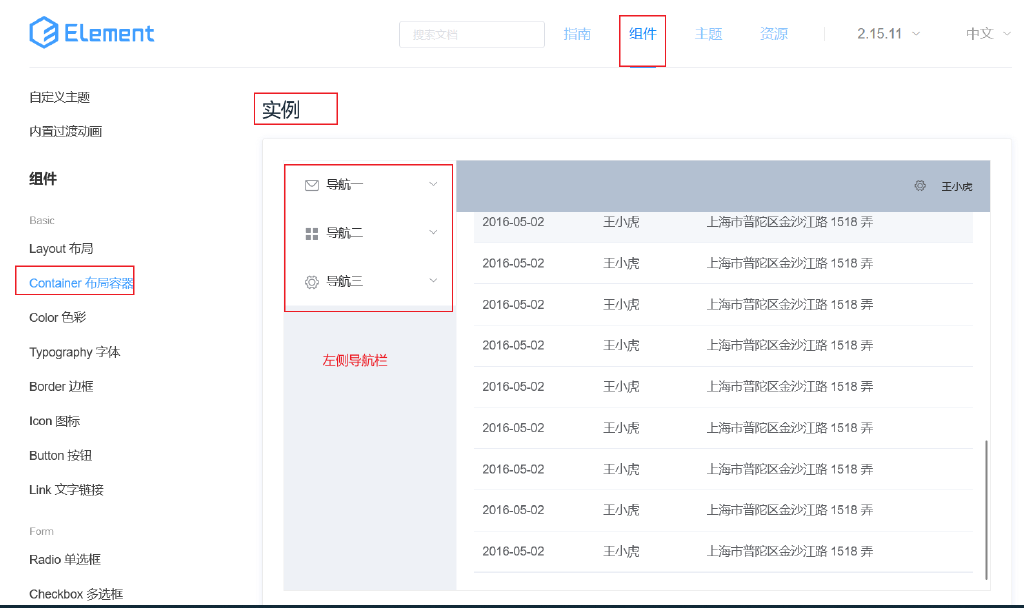 Element
搜索文档
指南
组件
主题
资源
2.15.11
中文
自定义主题
内置过渡动画
组件
Basic
Layout 布局
Container 布局容器
Color 色彩
Typography 字体
Border 边框
Icon 图标
Button 按钮
Link 文字链接
Form
Radio 单选框
Checkbox 多选框
实例
导航一
导航二
导航三
左侧导航栏
王小虎
2016-05-02 王小虎 上海市普陀区金沙江路 1518 弄
2016-05-02 王小虎 上海市普陀区金沙江路 1518 弄
2016-05-02 王小虎 上海市普陀区金沙江路 1518 弄
2016-05-02 王小虎 上海市普陀区金沙江路 1518 弄
2016-05-02 王小虎 上海市普陀区金沙江路 1518 弄
2016-05-02 王小虎 上海市普陀区金沙江路 1518 弄
2016-05-02 王小虎 上海市普陀区金沙江路 1518 弄
2016-05-02 王小虎 上海市普陀区金沙江路 1518 弄
2016-05-02 王小虎 上海市普陀区金沙江路 1518 弄